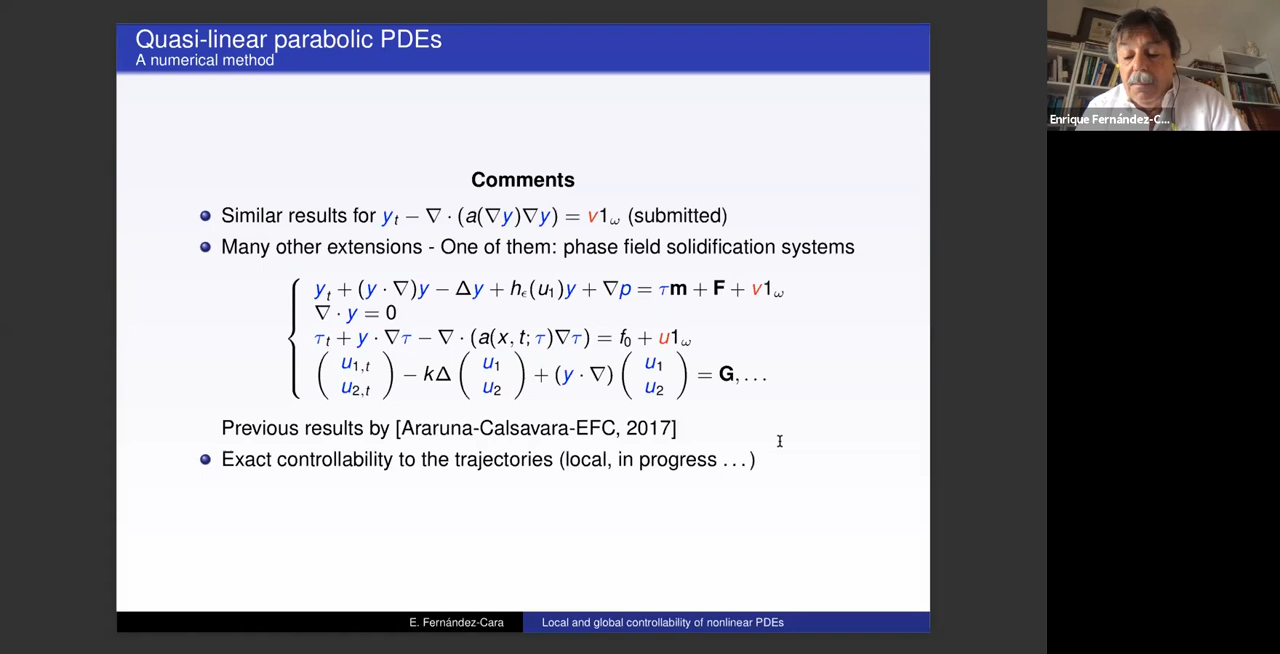 Quasi-linear parabolic PDEs
A numerical method
Enrique Fernández-C...
Comments
Similar results for y_t − ∇ · (a(∇y)∇y) = v1_ω (submitted)
Many other extensions - One of them: phase field solidification systems
y_t + (y · ∇)y − Δy + h_ϵ(u_1)y + ∇p = τm + F + v1_ω
∇ · y = 0
τ_t + y · ∇τ − ∇ · (a(x, t; τ)∇τ) = f_0 + u1_ω
( u_{1,t} u_{2,t} ) − kΔ ( u_1 u_2 ) + (y · ∇) ( u_1 u_2 ) = G, ...
Previous results by [Araruna-Calsavara-EFC, 2017]
Exact controllability to the trajectories (local, in progress ...)
E. Fernández-Cara
Local and global controllability of nonlinear PDEs